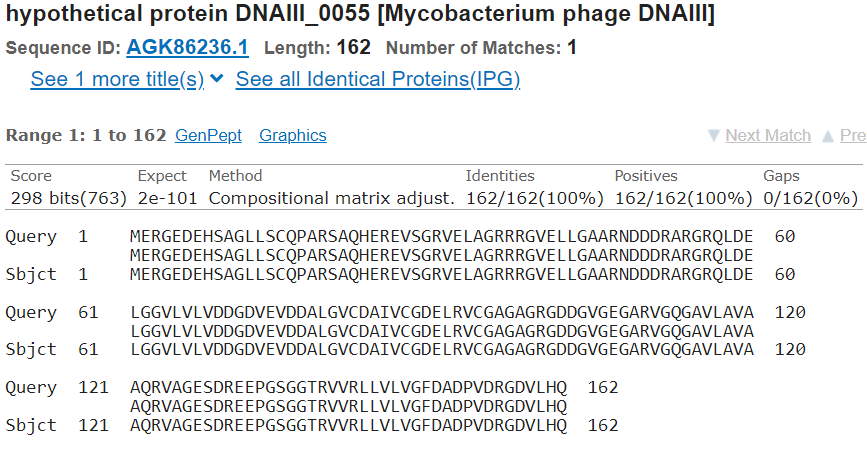 hypothetical protein DNAIII_0055 [Mycobacterium phage DNAIII]
Sequence ID: AGK86236.1 Length: 162 Number of Matches: 1
See 1 more title(s) See all Identical Proteins(IPG)
Range 1: 1 to 162 GenPept Graphics Next Match Pre
Score Expect Method Identities Positives Gaps
298 bits(763) 2e-101 Compositional matrix adjust. 162/162(100%) 162/162(100%) 0/162(0%)
Query 1 MERGEDEHSAGLLSCQPARSAQHEREVSGRVELAGRRRGVELLGAARNDDDRARGRQLDE 60
MERGEDEHSAGLLSCQPARSAQHEREVSGRVELAGRRRGVELLGAARNDDDRARGRQLDE
Sbjct 1 MERGEDEHSAGLLSCQPARSAQHEREVSGRVELAGRRRGVELLGAARNDDDRARGRQLDE 60
Query 61 LGGVLVLVDDGDVEVDDALGVCDAIVCGDELRVCGAGAGRGDDGVGEGARVGQGAVLAVA 120
LGGVLVLVDDGDVEVDDALGVCDAIVCGDELRVCGAGAGRGDDGVGEGARVGQGAVLAVA
Sbjct 61 LGGVLVLVDDGDVEVDDALGVCDAIVCGDELRVCGAGAGRGDDGVGEGARVGQGAVLAVA 120
Query 121 AQRVAGESDREEPGSGGTRVVRLLVLVGFDADPVDRGDVLHQ 162
AQRVAGESDREEPGSGGTRVVRLLVLVGFDADPVDRGDVLHQ
Sbjct 121 AQRVAGESDREEPGSGGTRVVRLLVLVGFDADPVDRGDVLHQ 162